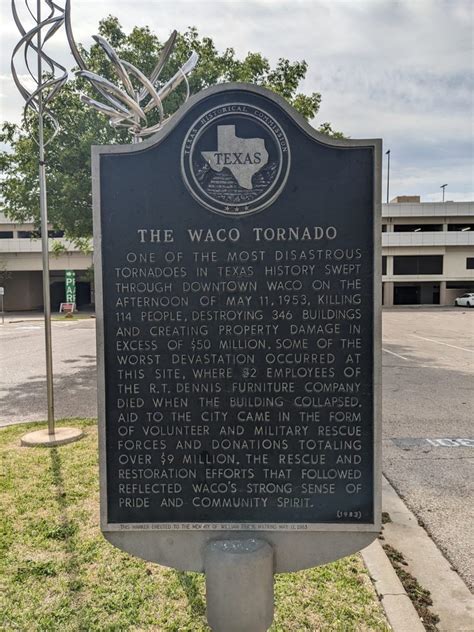 TEXAS HISTORICAL COMMISSION
TEXAS
THE WACO TORNADO
ONE OF THE MOST DISASTROUS
TORNADOES IN TEXAS HISTORY SWEPT
THROUGH DOWNTOWN WACO ON THE
AFTERNOON OF MAY 11, 1953, KILLING
114 PEOPLE, DESTROYING 346 BUILDINGS
AND CREATING PROPERTY DAMAGE IN
EXCESS OF $50 MILLION. SOME OF THE
WORST DEVASTATION OCCURRED AT
THIS SITE, WHERE 32 EMPLOYEES OF
THE R.T. DENNIS FURNITURE COMPANY
DIED WHEN THE BUILDING COLLAPSED.
AID TO THE CITY CAME IN THE FORM
OF VOLUNTEER AND MILITARY RESCUE
FORCES AND DONATIONS TOTALING
OVER $9 MILLION. THE RESCUE AND
RESTORATION EFFORTS THAT FOLLOWED
REFLECTED WACO'S STRONG SENSE OF
PRIDE AND COMMUNITY SPIRIT.
(1983)
THIS MARKER ERECTED TO THE